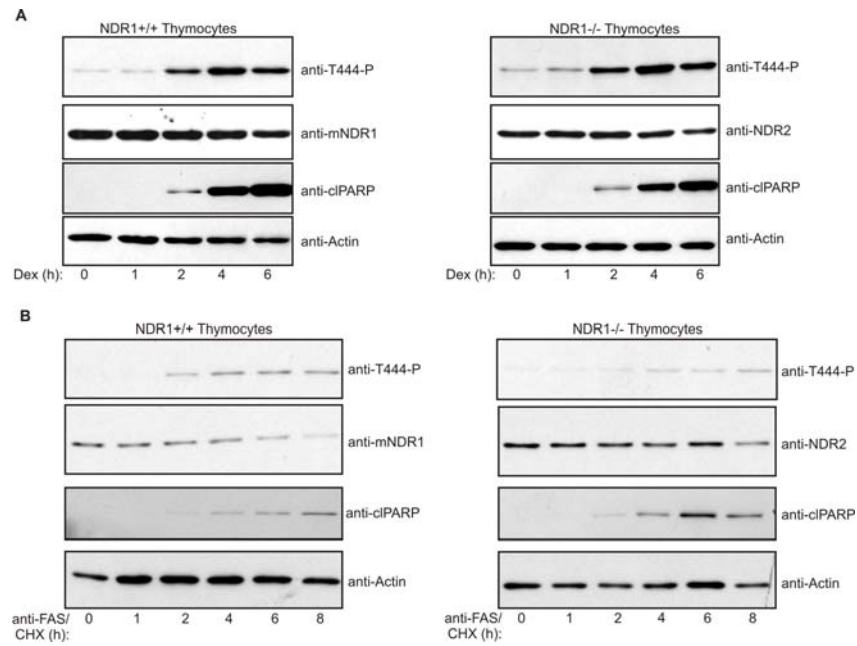 A
NDR1+/+ Thymocytes
anti-T444-P
anti-mNDR1
anti-clPARP
anti-Actin
Dex (h): 0 1 2 4 6
NDR1-/- Thymocytes
anti-T444-P
anti-NDR2
anti-clPARP
anti-Actin
0 1 2 4 6
B
NDR1+/+ Thymocytes
anti-T444-P
anti-mNDR1
anti-clPARP
anti-Actin
anti-FAS/ 0 1 2 4 6 8
CHX (h):
NDR1-/- Thymocytes
anti-T444-P
anti-NDR2
anti-clPARP
anti-Actin
anti-FAS/ 0 1 2 4 6 8
CHX (h):